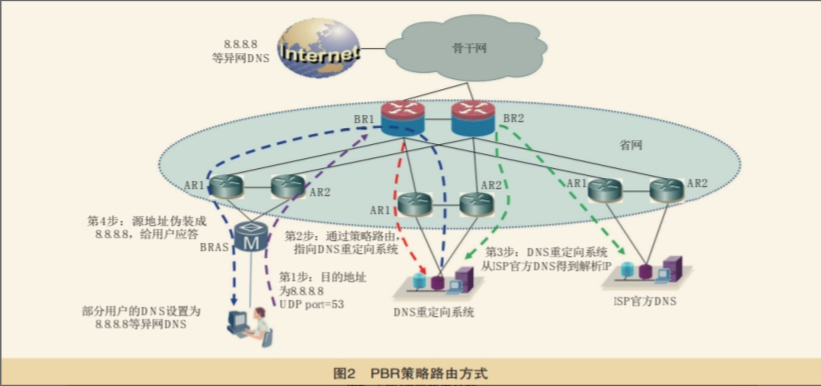 8.8.8.8
等异网DNS
Internet
骨干网
BR1
BR2
省网
AR1
AR2
AR1
AR2
AR1
AR2
第4步：源地址伪装成
8.8.8.8，给用户应答
BRAS
M
第2步：通过策略路由，
指向DNS重定向系统
第3步：DNS重定向系统
从ISP官方DNS得到解析IP
第1步：目的地址
为8.8.8.8
UDP port=53
部分用户的DNS设置为
8.8.8.8等异网DNS
DNS重定向系统
ISP官方DNS
图2 PBR策略路由方式